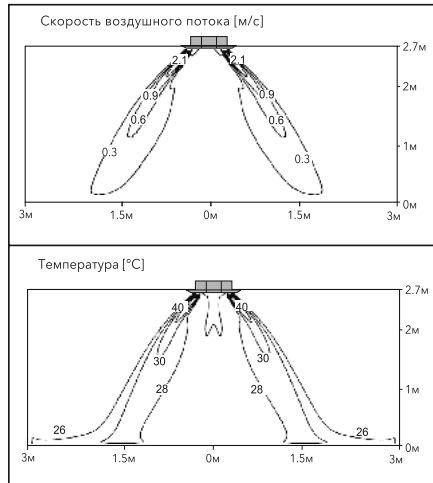 Скорость воздушного потока [м/с]
2.7м
2.1 2.1
2м
0.9 0.9
0.6 0.6
0.3 0.3
1м
0м
3м 1.5м 0м 1.5м 3м
Температура [°C]
2.7м
40 40
2м
30 30
28 28
1м
26 26
0м
3м 1.5м 0м 1.5м 3м